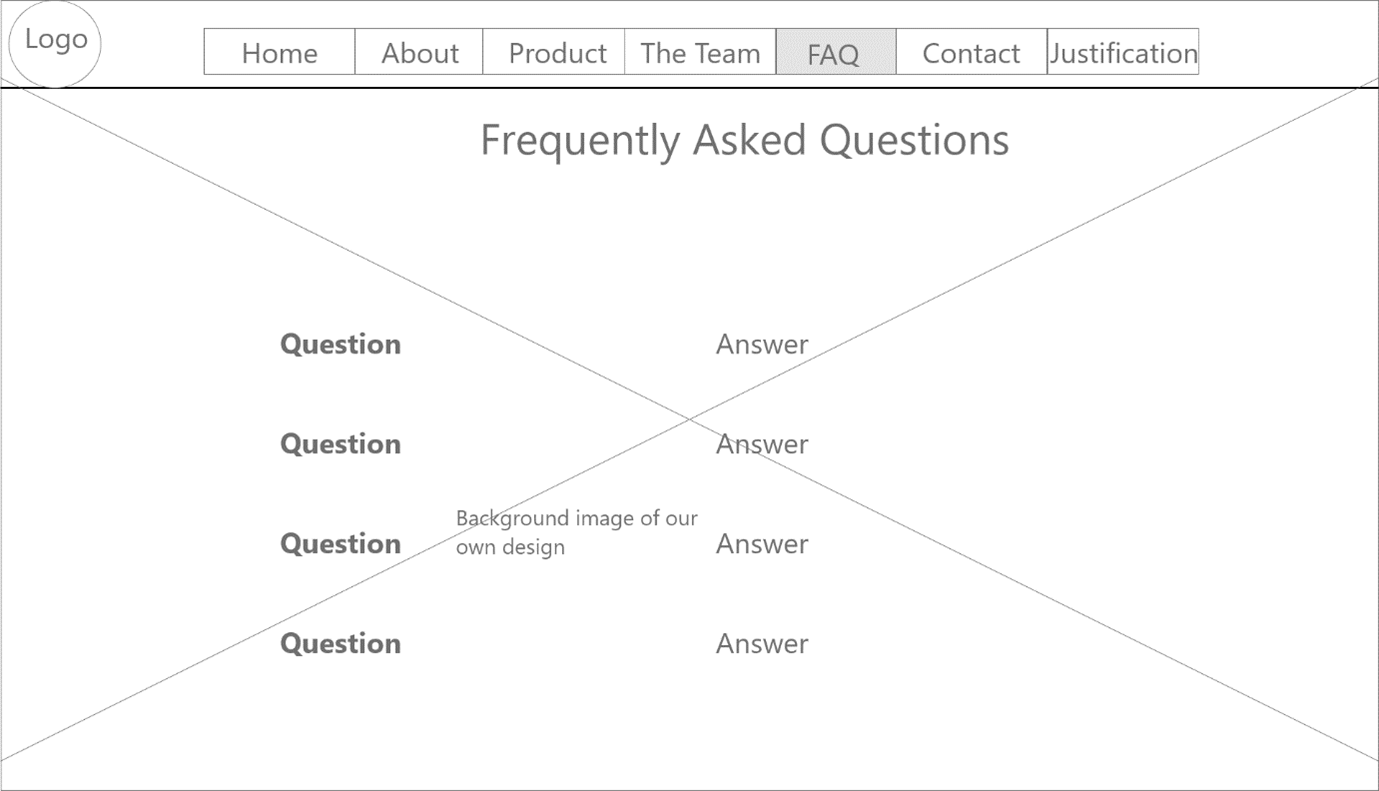 Logo
Home About Product The Team FAQ Contact Justification
Frequently Asked Questions
Question Answer
Question Answer
Background image of our
own design
Question Answer
Question Answer